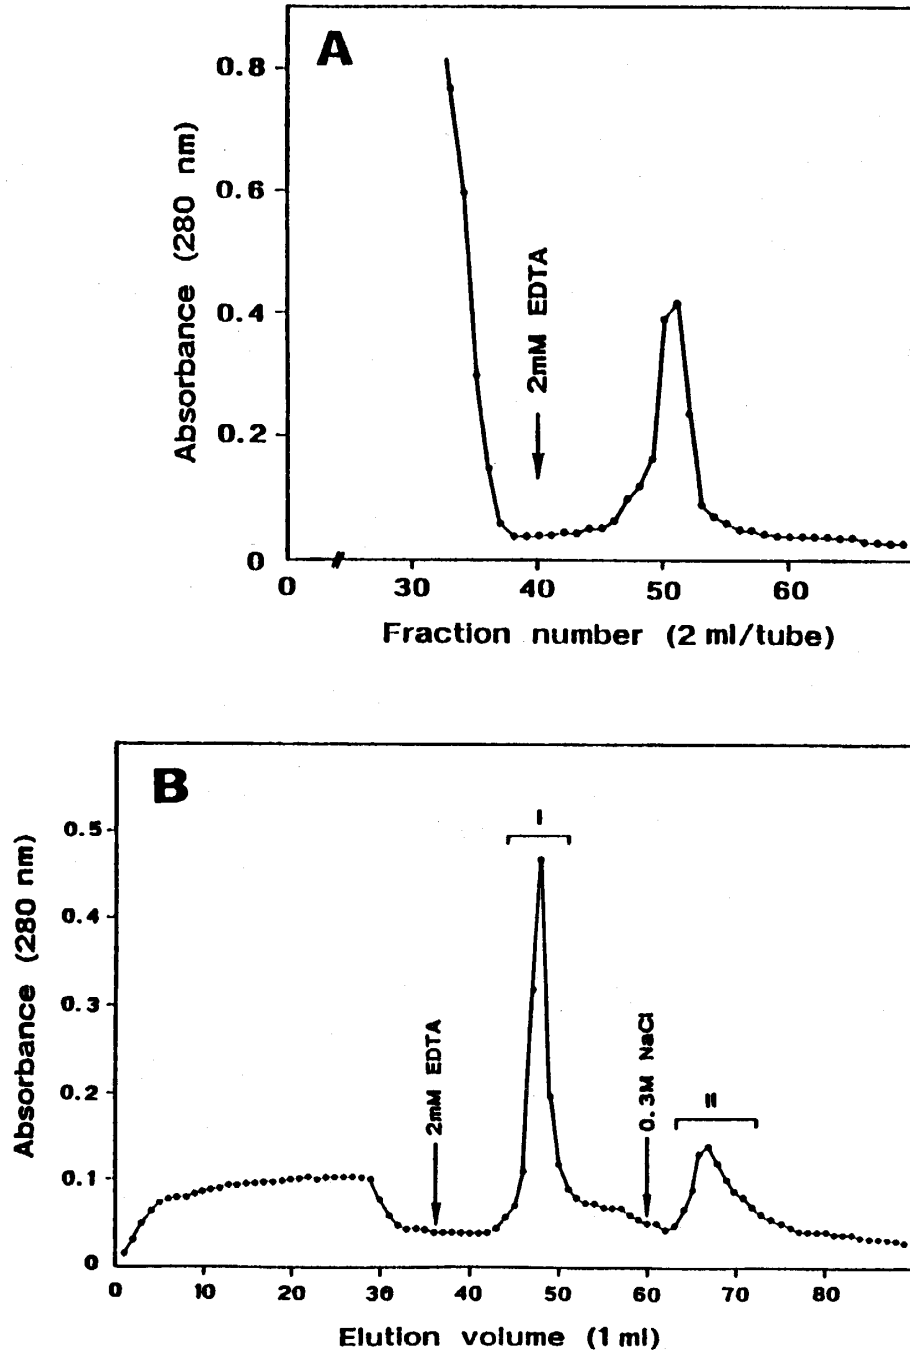 A
0.8
0.6
0.4
0.2
0
Absorbance (280 nm)
2mM EDTA
0 30 40 50 60
Fraction number (2 ml/tube)
B
0.5
0.4
0.3
0.2
0.1
0
Absorbance (280 nm)
I
2mM EDTA
0.3M NaCl
II
0 10 20 30 40 50 60 70 80
Elution volume (1 ml)